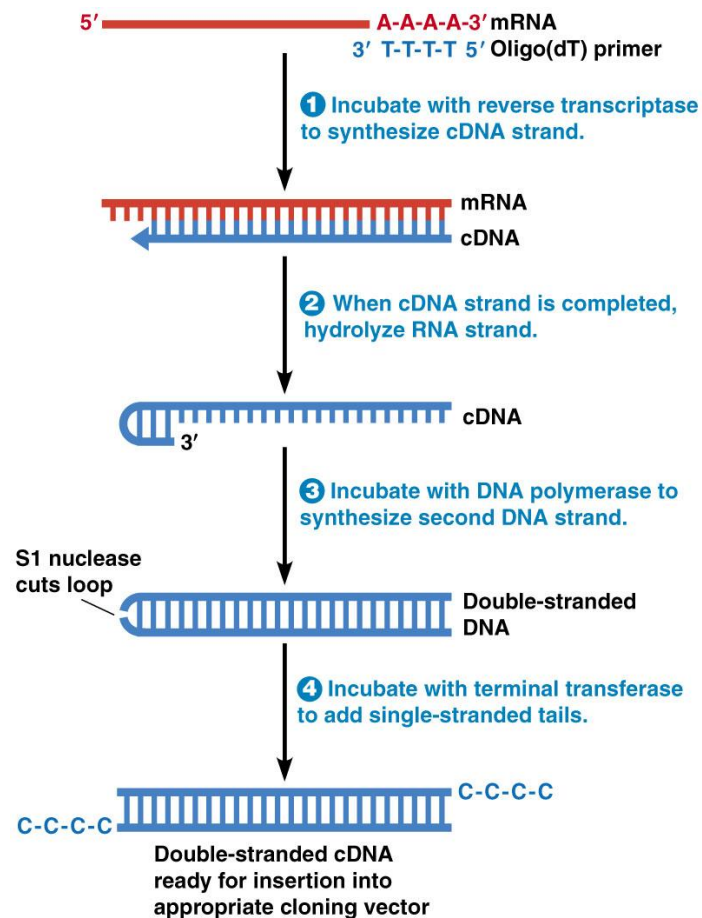 5′ A-A-A-A-3′ mRNA
3′ T-T-T-T 5′ Oligo(dT) primer
1 Incubate with reverse transcriptase
to synthesize cDNA strand.
mRNA
cDNA
2 When cDNA strand is completed,
hydrolyze RNA strand.
cDNA
3′
3 Incubate with DNA polymerase to
synthesize second DNA strand.
S1 nuclease
cuts loop
Double-stranded
DNA
4 Incubate with terminal transferase
to add single-stranded tails.
C-C-C-C
C-C-C-C
Double-stranded cDNA
ready for insertion into
appropriate cloning vector